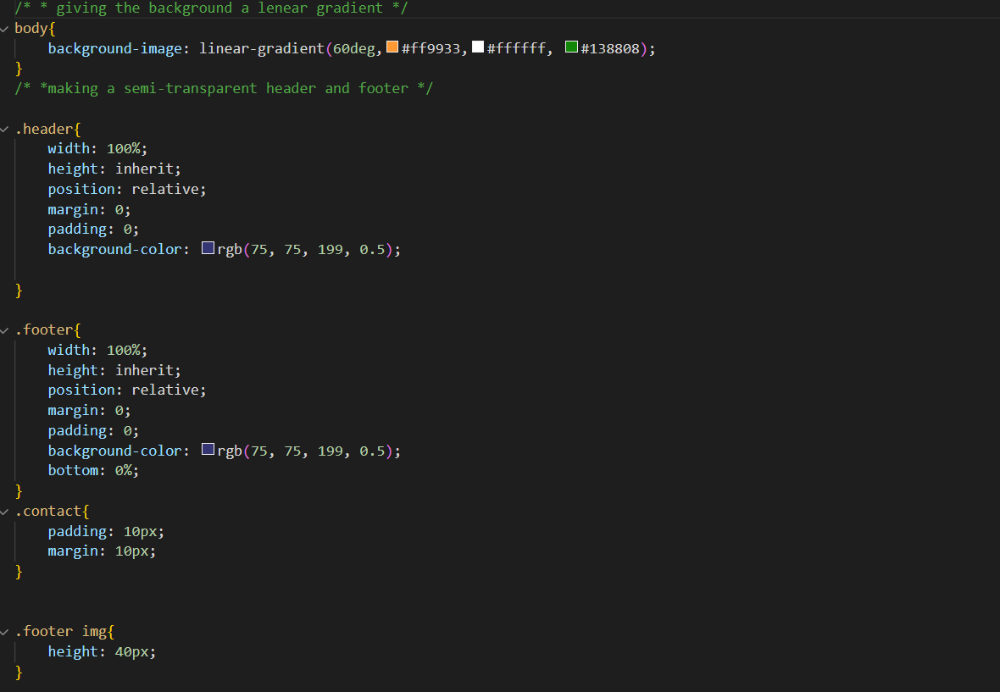 /* * giving the background a lenear gradient */
body{
background-image: linear-gradient(60deg,#ff9933,#ffffff, #138808);
}
/* *making a semi-transparent header and footer */
.header{
width: 100%;
height: inherit;
position: relative;
margin: 0;
padding: 0;
background-color: rgb(75, 75, 199, 0.5);
}
.footer{
width: 100%;
height: inherit;
position: relative;
margin: 0;
padding: 0;
background-color: rgb(75, 75, 199, 0.5);
bottom: 0%;
}
.contact{
padding: 10px;
margin: 10px;
}
.footer img{
height: 40px;
}